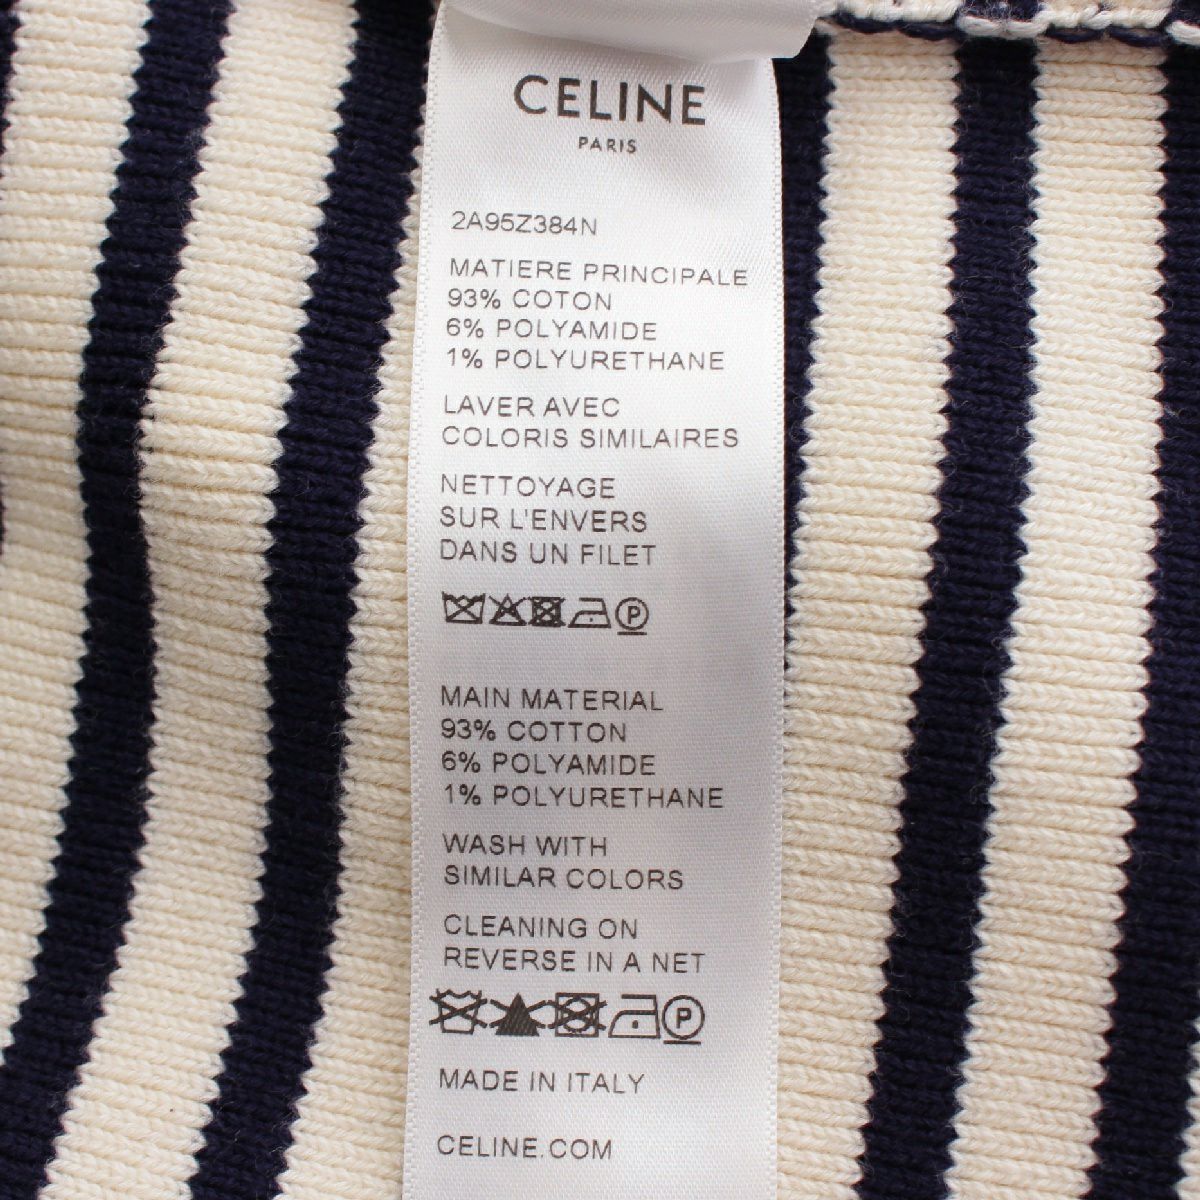 CELINE
PARIS
2A95Z384N
MATIERE PRINCIPALE
93% COTON
6% POLYAMIDE
1% POLYURETHANE
LAVER AVEC
COLORIS SIMILAIRES
NETTOYAGE
SUR L'ENVERS
DANS UN FILET
P
MAIN MATERIAL
93% COTTON
6% POLYAMIDE
1% POLYURETHANE
WASH WITH
SIMILAR COLORS
CLEANING ON
REVERSE IN A NET
P
MADE IN ITALY
CELINE.COM